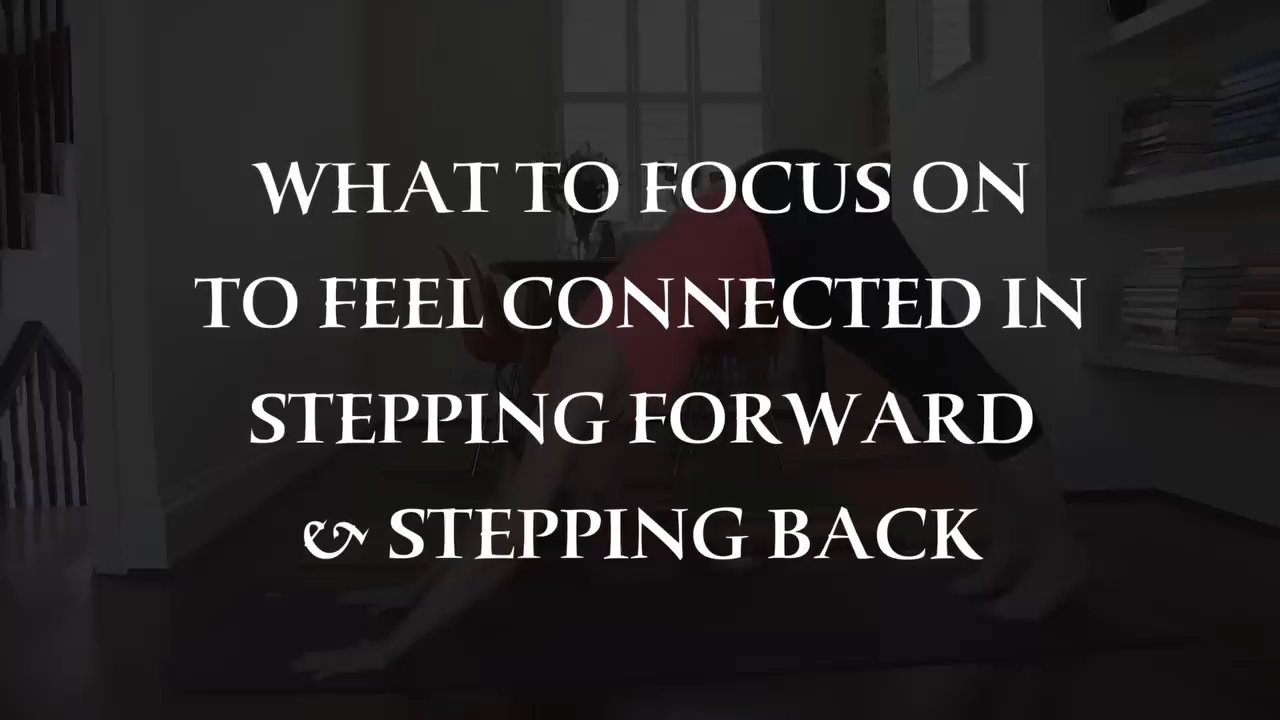 WHAT TO FOCUS ON
TO FEEL CONNECTED IN
STEPPING FORWARD
& STEPPING BACK